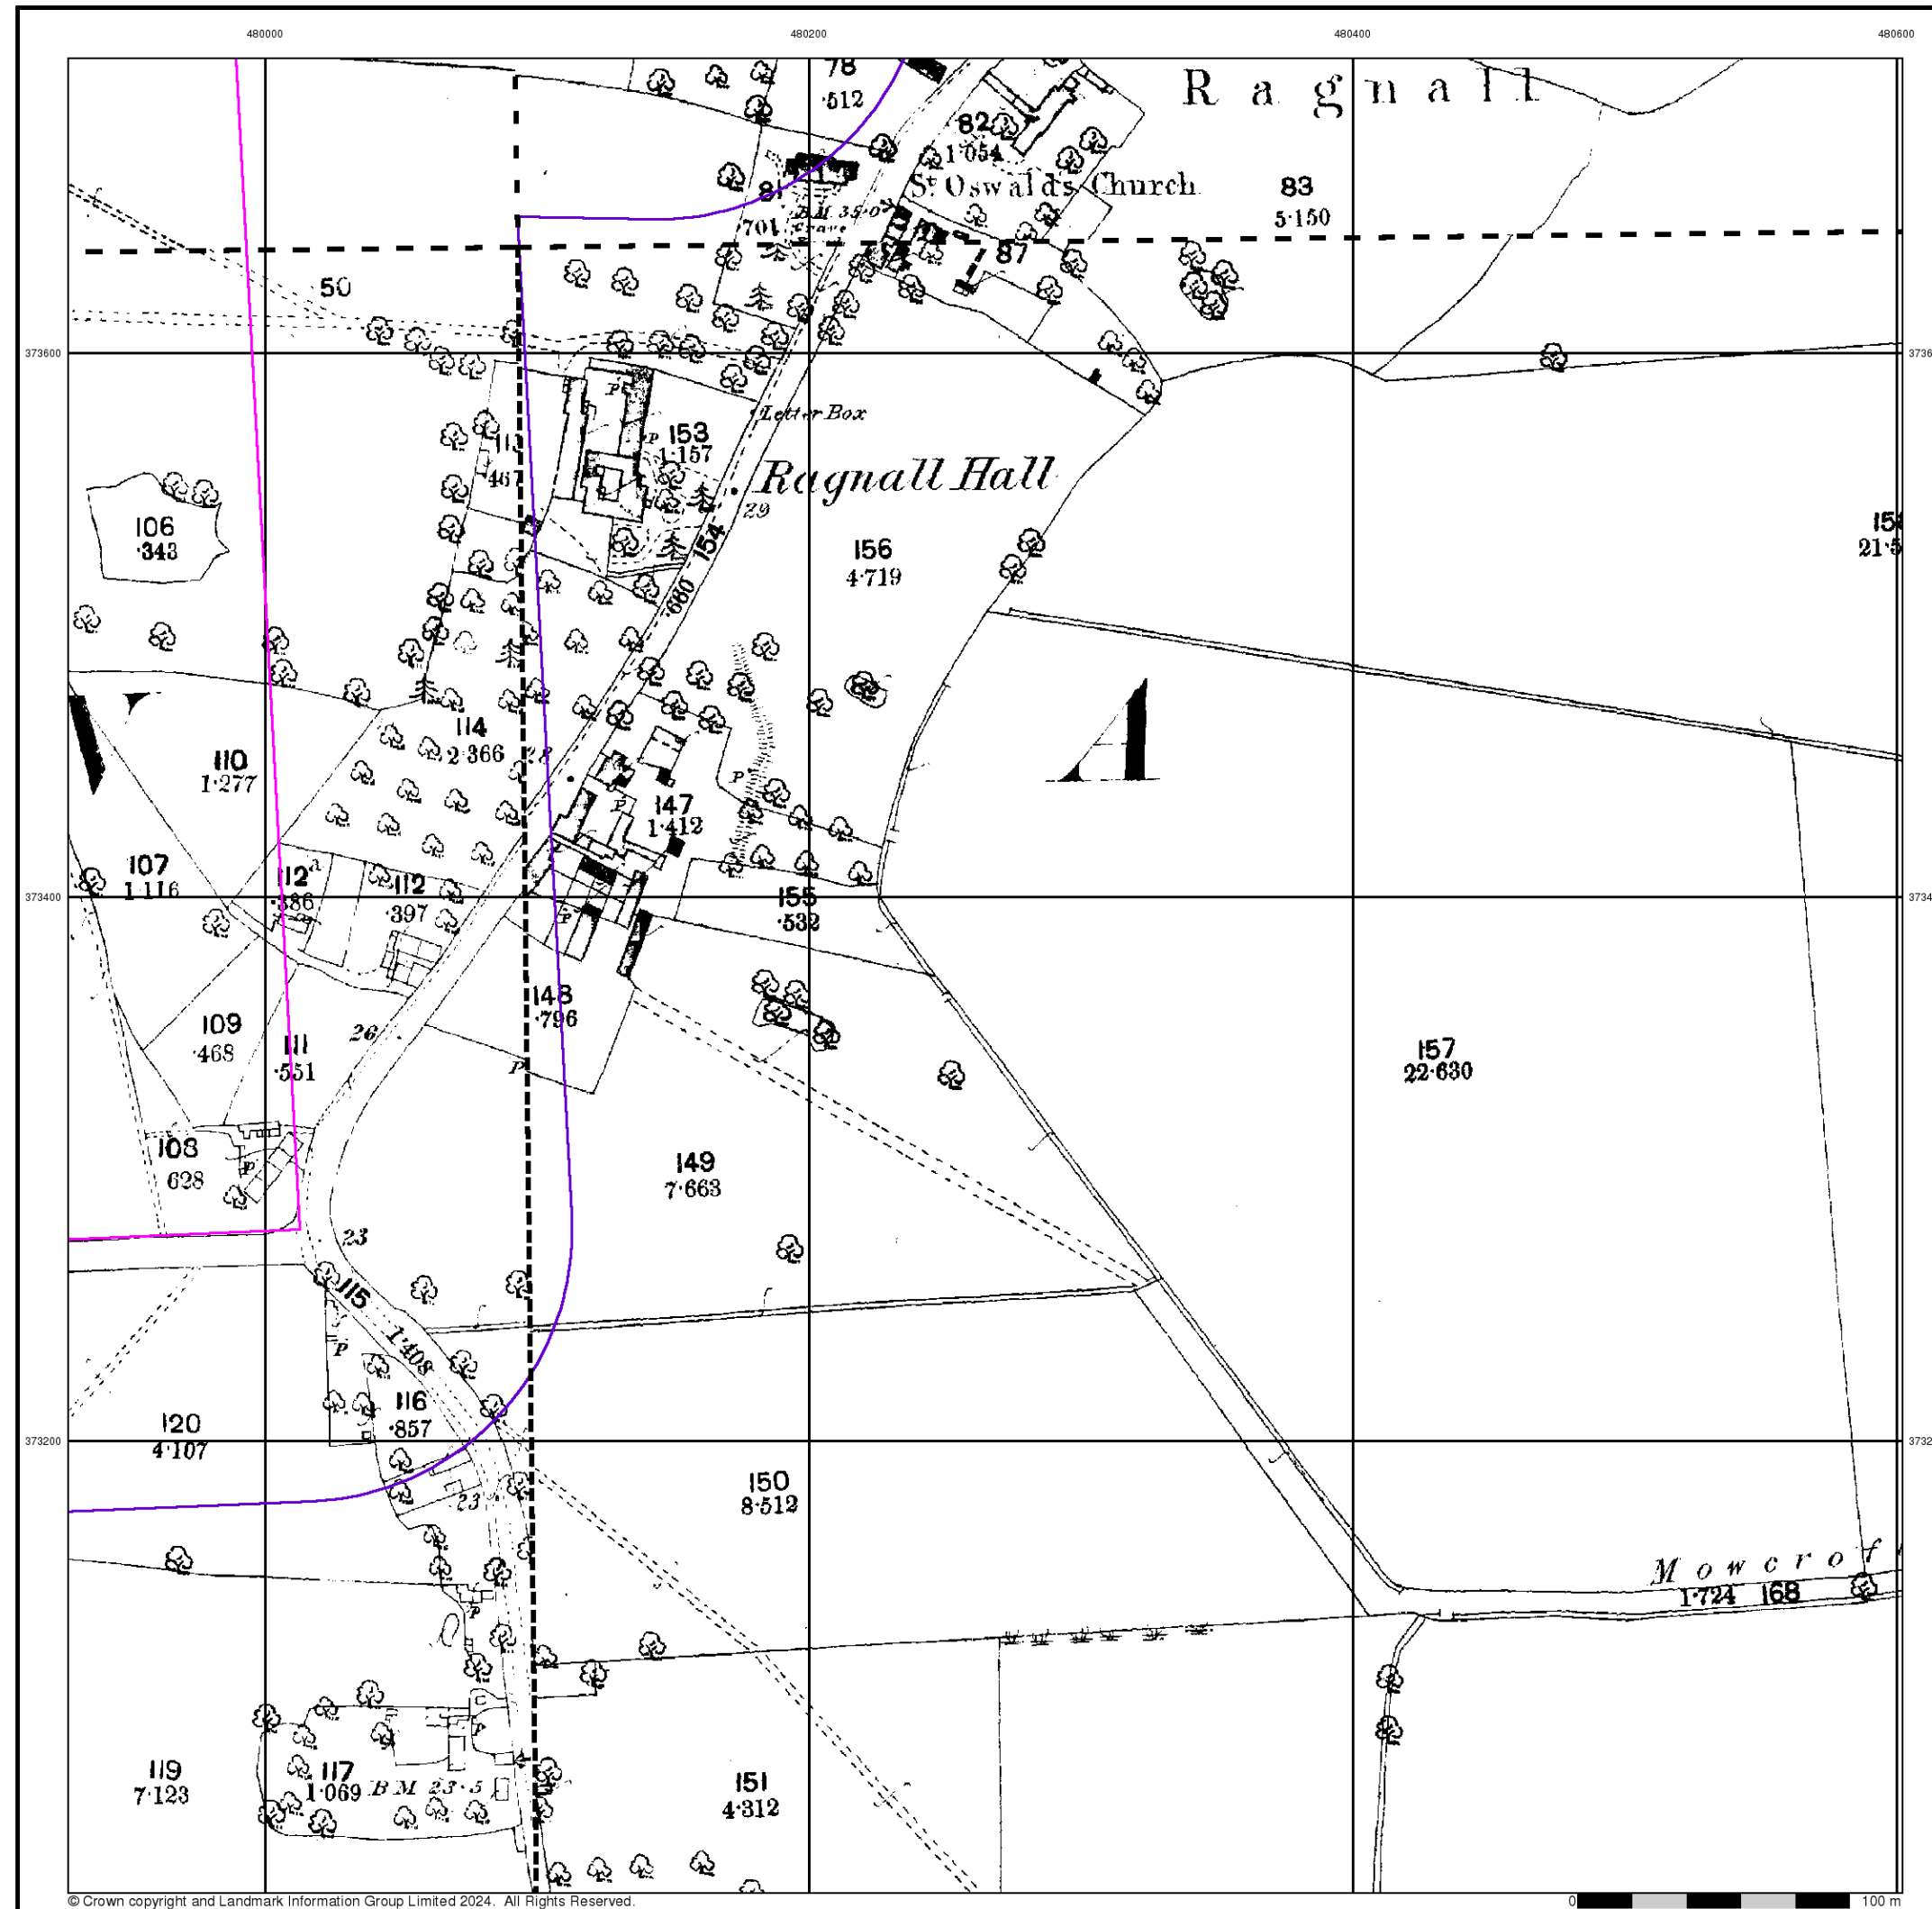 480000 480200 480400 480600
78
·512
Ragnall
82
1·054
St. Oswald's Church
83
5·150
81
701
B.M. 35·0
Grave
87
50
373600
Letter Box
P
113
467
P
153
1·157
Ragnall Hall
29
154
·680
106
·343
156
4·719
A
114
2·366
110
1·277
P
P
147
1·412
107
1·116
112a
·386
112
·397
373400
155
·532
P
148
·796
109
·468
26
111
·551
P
157
22·630
108
628
P
149
7·663
23
115
1·408
P
116
·857
120
4·107
373200
23
150
8·512
Mowcrof
1·724 168
P
P
119
7·123
117
1·069
B M 23·5
151
4·312
© Crown copyright and Landmark Information Group Limited 2024. All Rights Reserved.
0 100 m